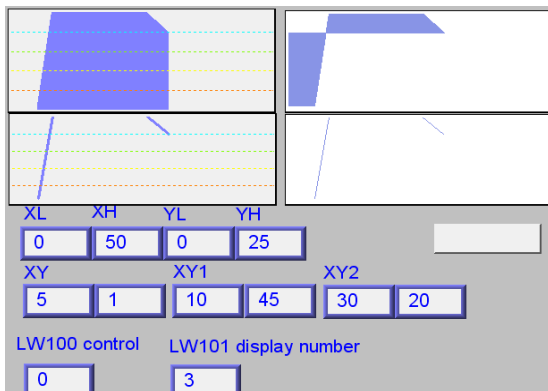 XL XH YL YH
0 50 0 25
XY XY1 XY2
5 1 10 45 30 20
LW100 control LW101 display number
0 3